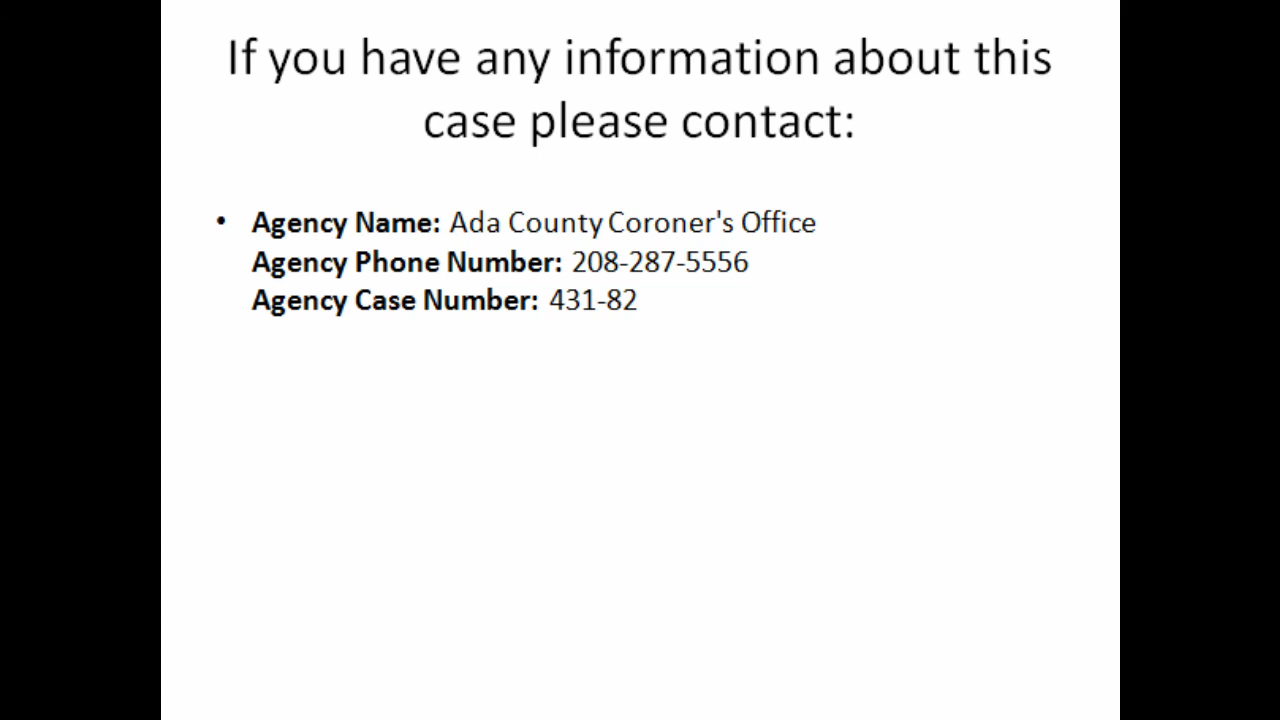 If you have any information about this
case please contact:
• Agency Name: Ada County Coroner's Office
Agency Phone Number: 208-287-5556
Agency Case Number: 431-82